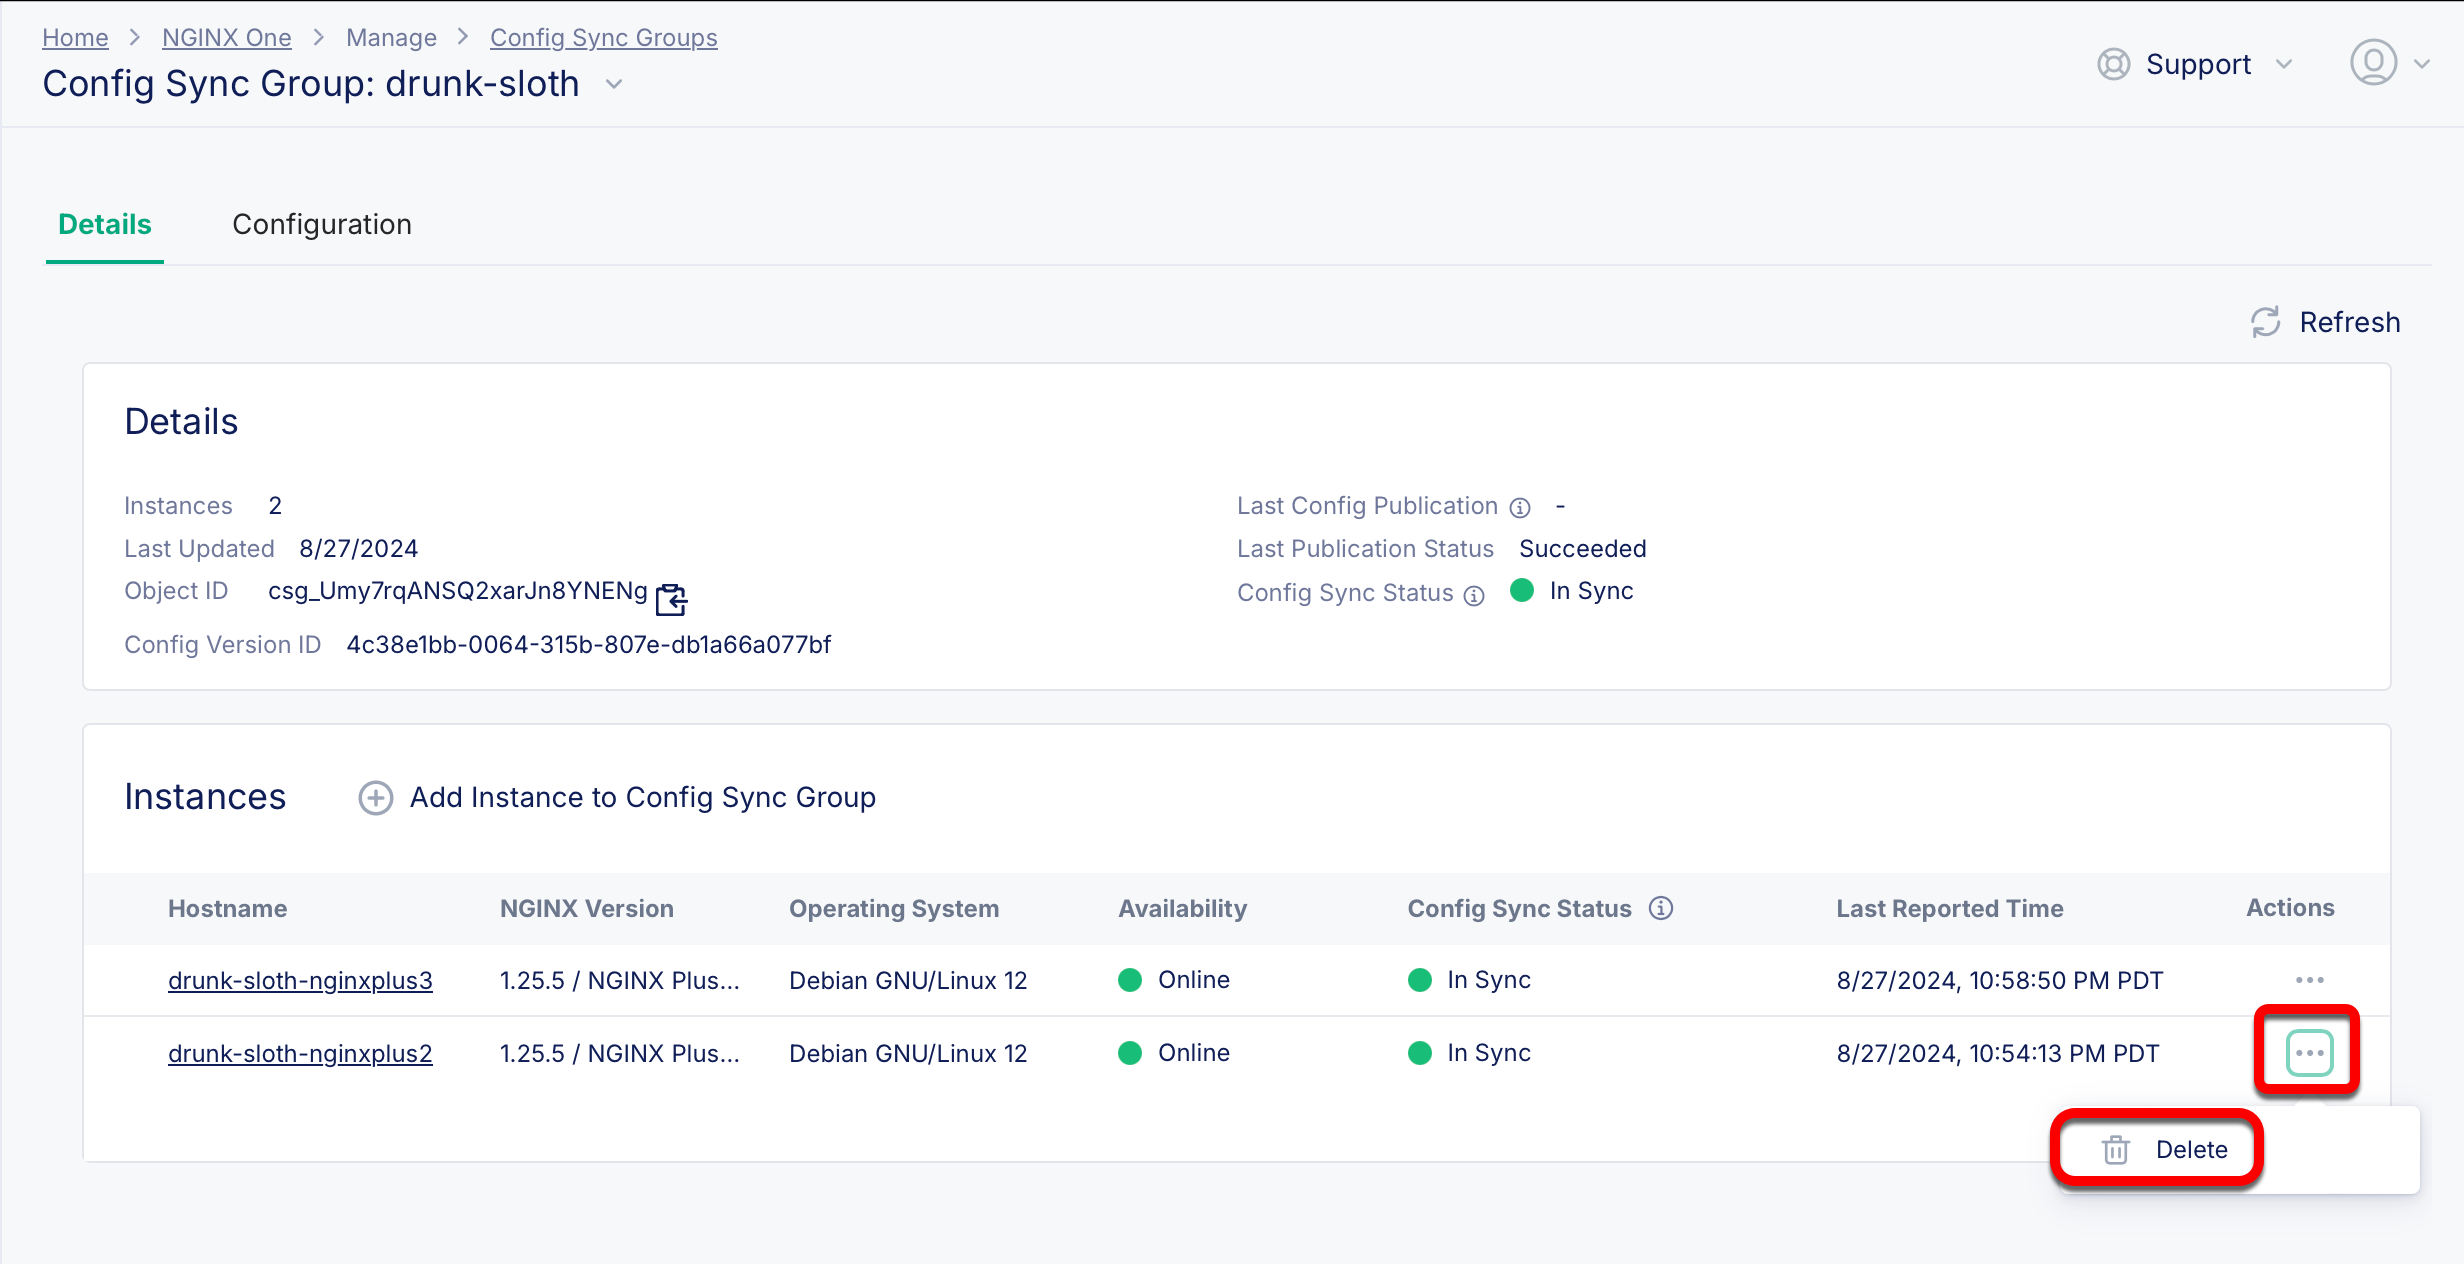 Home > NGINX One > Manage > Config Sync Groups
Config Sync Group: drunk-sloth
Support
Details
Configuration
Refresh
Details
Instances 2
Last Updated 8/27/2024
Object ID csg_Umy7rqANSQ2xarJn8YNENg
Config Version ID 4c38e1bb-0064-315b-807e-db1a66a077bf
Last Config Publication -
Last Publication Status Succeeded
Config Sync Status In Sync
Instances
Add Instance to Config Sync Group
Hostname NGINX Version Operating System Availability Config Sync Status Last Reported Time Actions
drunk-sloth-nginxplus3 1.25.5 / NGINX Plus... Debian GNU/Linux 12 Online In Sync 8/27/2024, 10:58:50 PM PDT
drunk-sloth-nginxplus2 1.25.5 / NGINX Plus... Debian GNU/Linux 12 Online In Sync 8/27/2024, 10:54:13 PM PDT
Delete